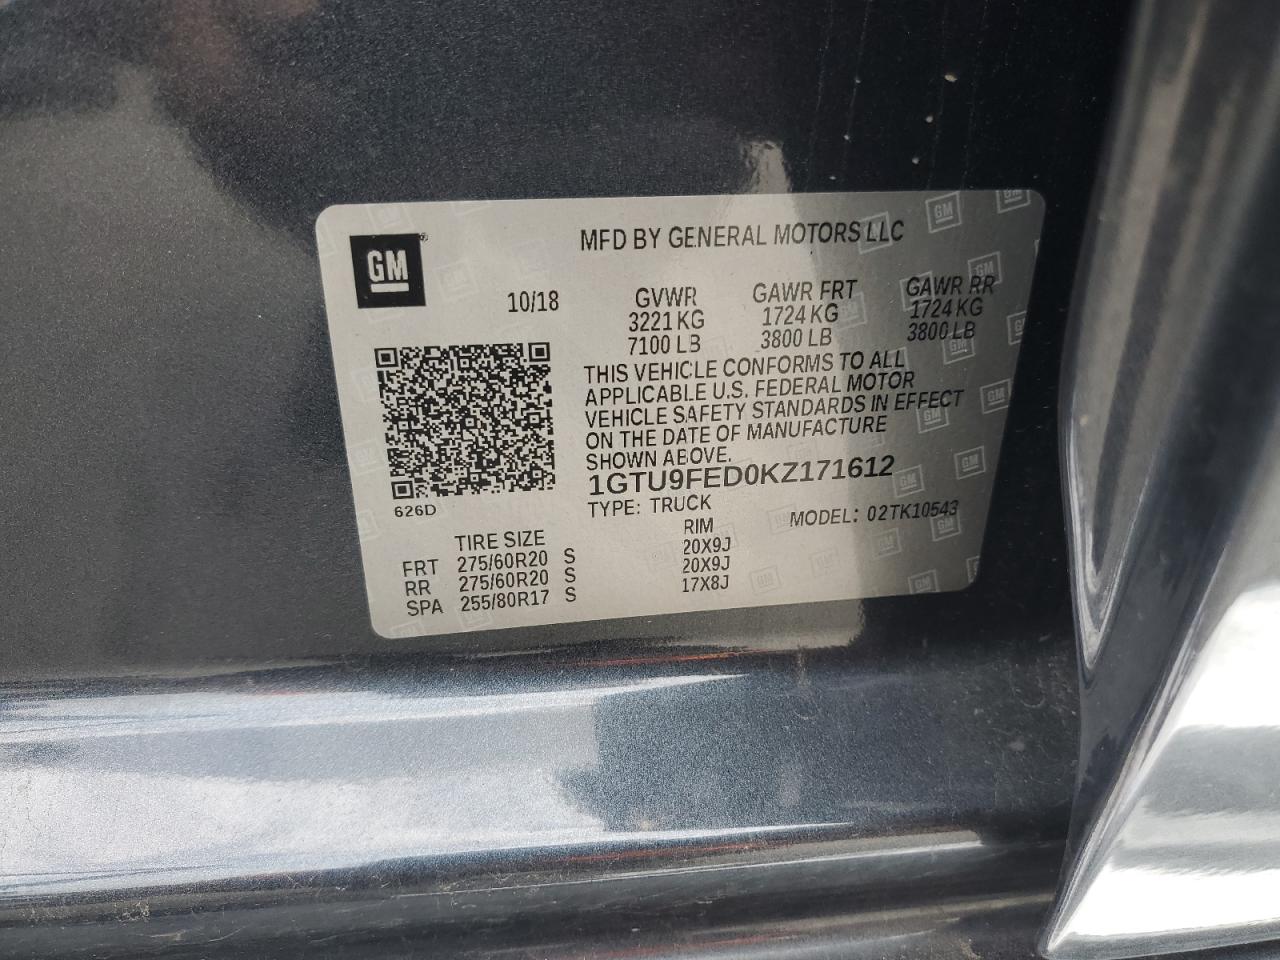 GM
MFD BY GENERAL MOTORS LLC
10/18
GVWR GAWR FRT GAWR RR
3221 KG 1724 KG 1724 KG
7100 LB 3800 LB 3800 LB
THIS VEHICLE CONFORMS TO ALL
APPLICABLE U.S. FEDERAL MOTOR
VEHICLE SAFETY STANDARDS IN EFFECT
ON THE DATE OF MANUFACTURE
SHOWN ABOVE.
1GTU9FED0KZ171612
626D
TYPE: TRUCK MODEL: 02TK10543
TIRE SIZE RIM
FRT 275/60R20 S 20X9J
RR 275/60R20 S 20X9J
SPA 255/80R17 S 17X8J